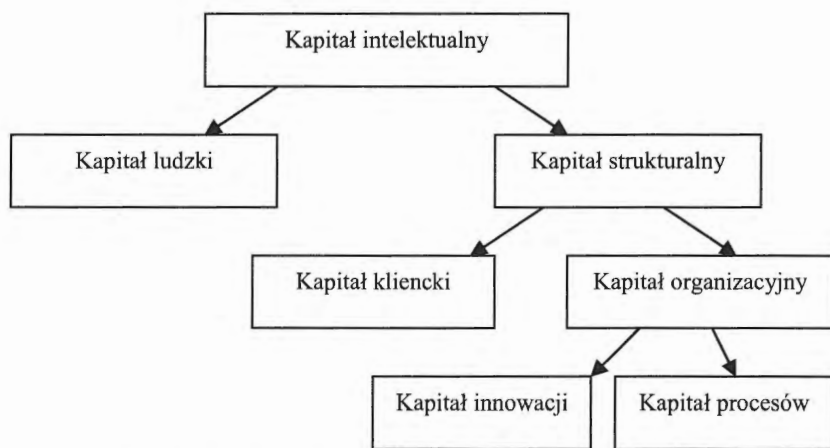 Kapitał intelektualny
Kapitał ludzki
Kapitał strukturalny
Kapitał kliencki
Kapitał organizacyjny
Kapitał innowacji
Kapitał procesów